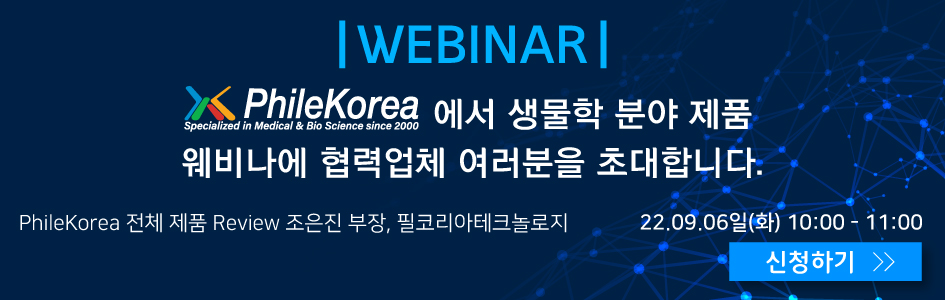 | WEBINAR |
PhileKorea 에서 생물학 분야 제품
Specialized in Medical & Bio Science since 2000
웨비나에 협력업체 여러분을 초대합니다.
PhileKorea 전체 제품 Review 조은진 부장, 필코리아테크놀로지 22.09.06일(화) 10:00 - 11:00
신청하기 >>